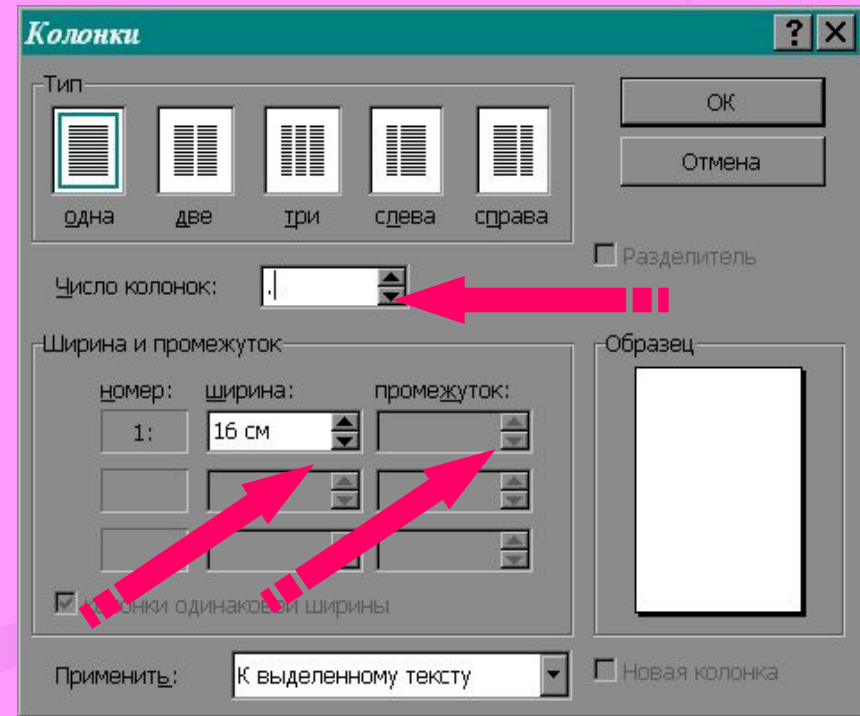 Колонки
Тип
одна две три слева справа
ОК
Отмена
Разделитель
Число колонок: .
Ширина и промежуток
номер: ширина: промежуток:
1: 16 см
колонки одинаковой ширины
Образец
Применить: К выделенному тексту
Новая колонка